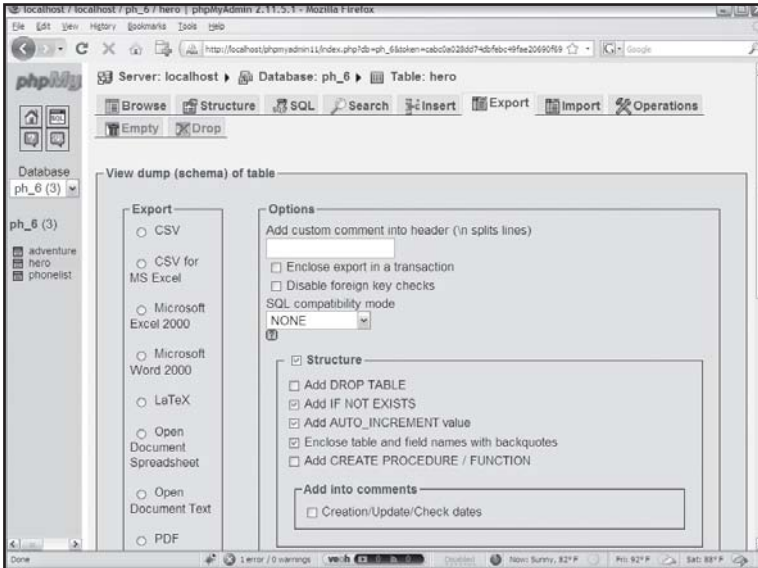 localhost / localhost / ph_6 / hero | phpMyAdmin 2.11.5.1 - Mozilla Firefox
File Edit View History Bookmarks Tools Help
Google
phpMy
Server: localhost Database: ph_6 Table: hero
Browse Structure SQL Search Insert Export Import Operations
Empty Drop
Database
ph_6 (3)
ph_6 (3)
adventure
hero
phonelist
View dump (schema) of table
Export
CSV
CSV for
MS Excel
Microsoft
Excel 2000
Microsoft
Word 2000
LaTeX
Open
Document
Spreadsheet
Open
Document Text
PDF
Options
Add custom comment into header (\n splits lines)
Enclose export in a transaction
Disable foreign key checks
SQL compatibility mode
NONE
Structure
Add DROP TABLE
Add IF NOT EXISTS
Add AUTO_INCREMENT value
Enclose table and field names with backquotes
Add CREATE PROCEDURE / FUNCTION
Add into comments
Creation/Update/Check dates
Done
1 error / 0 warnings
Disabled
Now: Sunny, 82° F
Fri: 92° F
Sat: 88° F